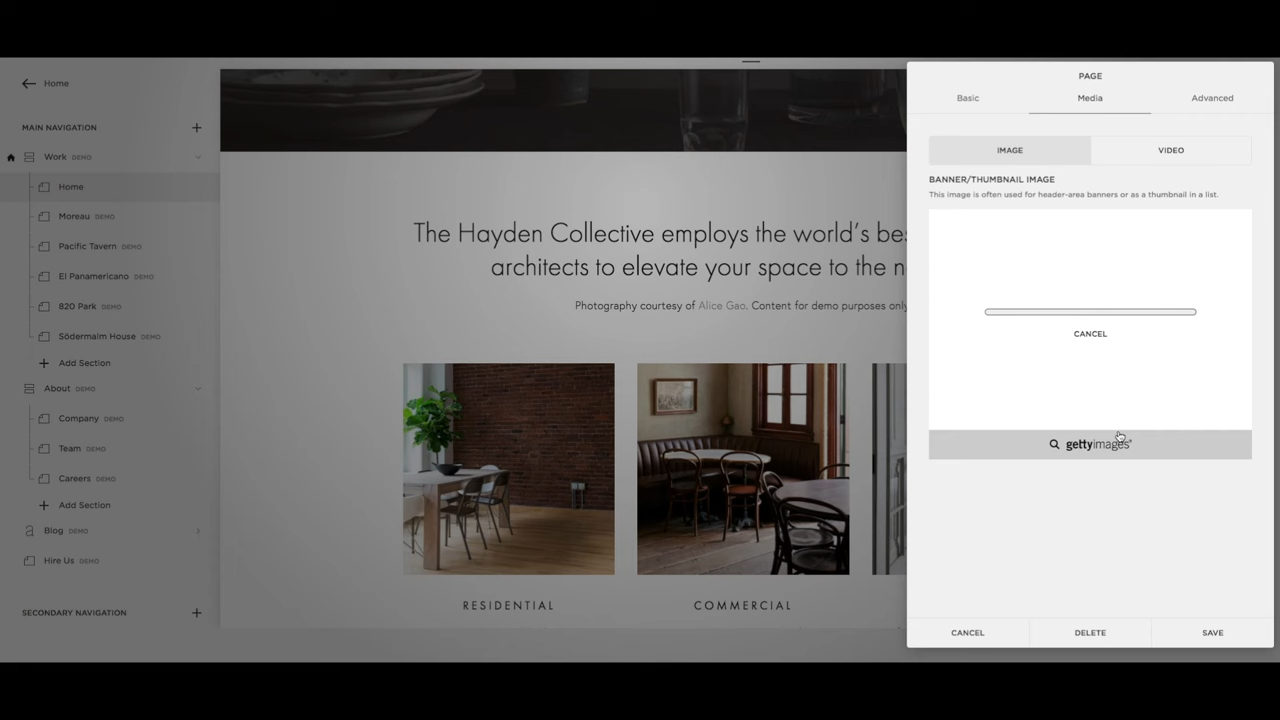 Home
MAIN NAVIGATION
Work DEMO
Home
Moreau DEMO
Pacific Tavern DEMO
El Panamericano DEMO
820 Park DEMO
Södermalm House DEMO
Add Section
About DEMO
Company DEMO
Team DEMO
Careers DEMO
Add Section
Blog DEMO
Hire Us DEMO
SECONDARY NAVIGATION
The Hayden Collective employs the world's
architects to elevate your space to the
Photography courtesy of Alice Gao. Content for demo purposes only
RESIDENTIAL
COMMERCIAL
PAGE
Basic Media Advanced
IMAGE VIDEO
BANNER/THUMBNAIL IMAGE
This image is often used for header-area banners or as a thumbnail in a list.
CANCEL
gettyimages
CANCEL DELETE SAVE